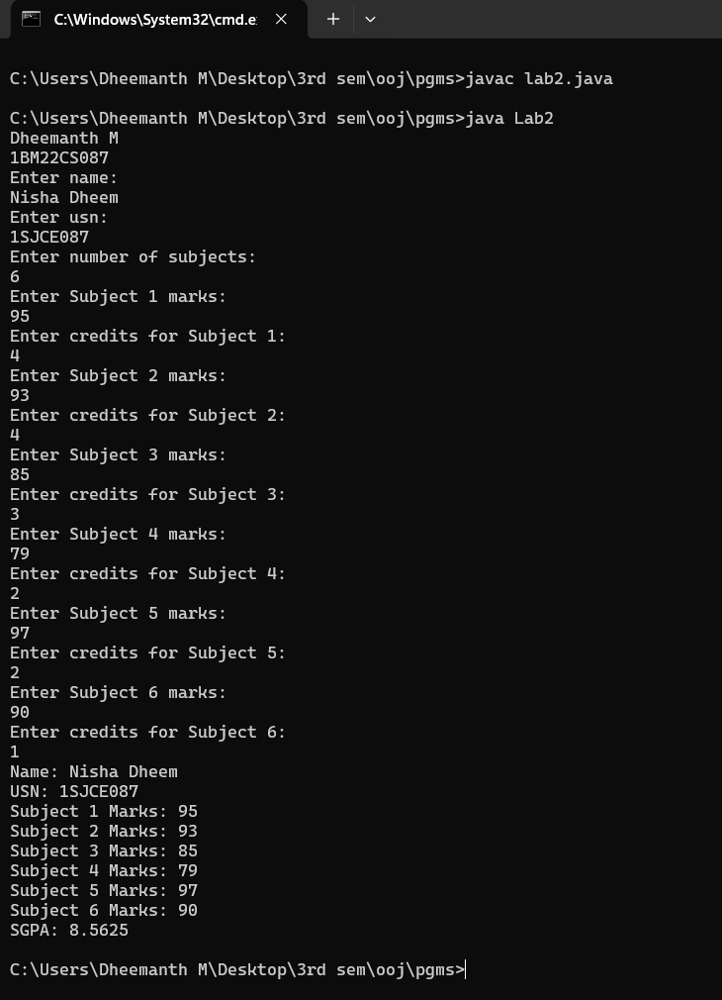 C:\Windows\System32\cmd.e
C:\Users\Dheemanth M\Desktop\3rd sem\ooj\pgms>javac lab2.java
C:\Users\Dheemanth M\Desktop\3rd sem\ooj\pgms>java Lab2
Dheemanth M
1BM22CS087
Enter name:
Nisha Dheem
Enter usn:
1SJCE087
Enter number of subjects:
6
Enter Subject 1 marks:
95
Enter credits for Subject 1:
4
Enter Subject 2 marks:
93
Enter credits for Subject 2:
4
Enter Subject 3 marks:
85
Enter credits for Subject 3:
3
Enter Subject 4 marks:
79
Enter credits for Subject 4:
2
Enter Subject 5 marks:
97
Enter credits for Subject 5:
2
Enter Subject 6 marks:
90
Enter credits for Subject 6:
1
Name: Nisha Dheem
USN: 1SJCE087
Subject 1 Marks: 95
Subject 2 Marks: 93
Subject 3 Marks: 85
Subject 4 Marks: 79
Subject 5 Marks: 97
Subject 6 Marks: 90
SGPA: 8.5625
C:\Users\Dheemanth M\Desktop\3rd sem\ooj\pgms>